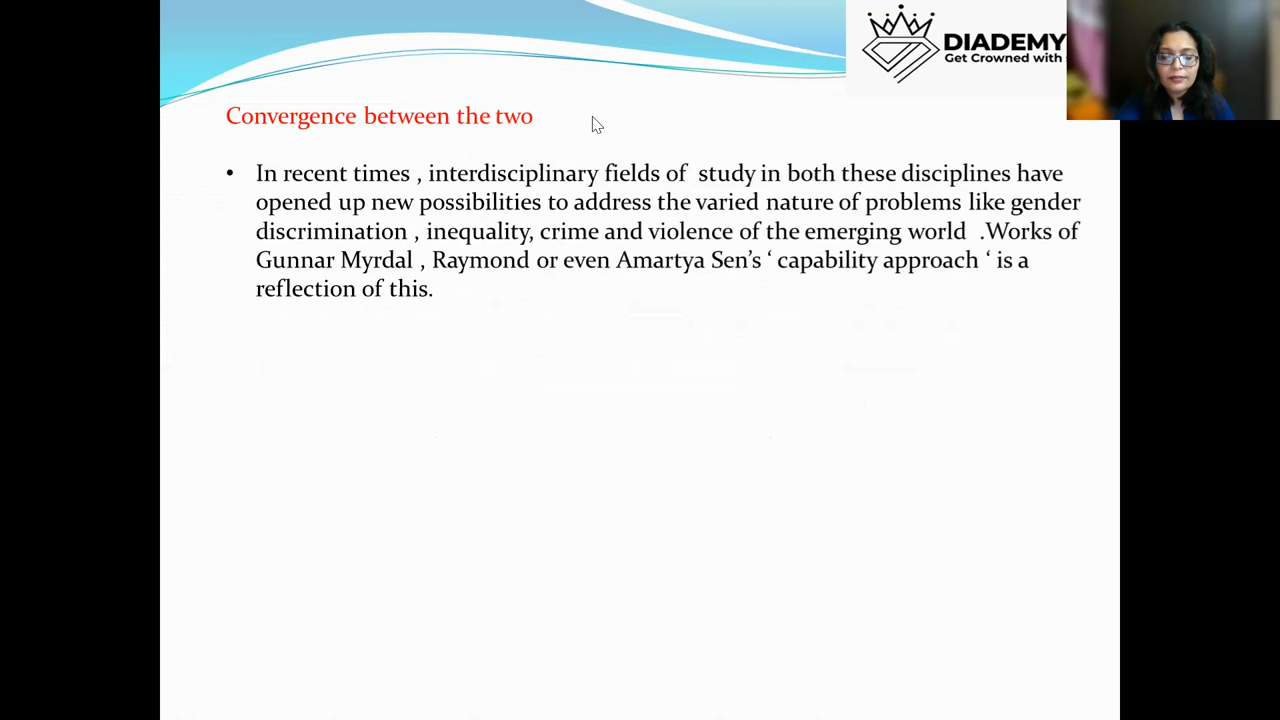 DIADEMY
Get Crowned with
Convergence between the two
• In recent times , interdisciplinary fields of study in both these disciplines have
opened up new possibilities to address the varied nature of problems like gender
discrimination , inequality, crime and violence of the emerging world .Works of
Gunnar Myrdal , Raymond or even Amartya Sen’s ‘ capability approach ‘ is a
reflection of this.